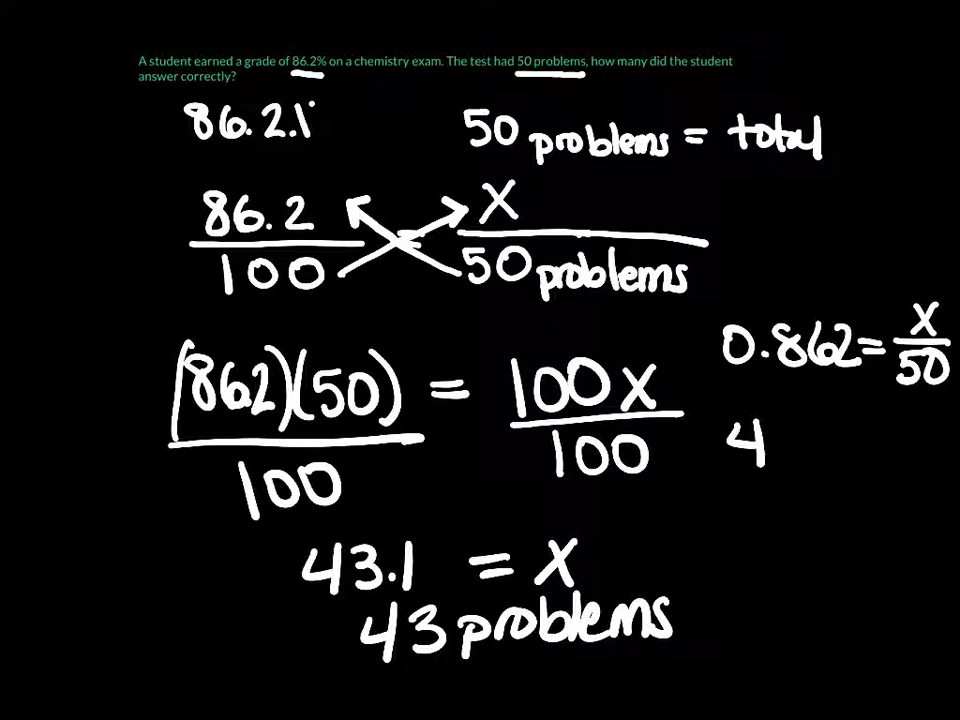 A student earned a grade of 86.2% on a chemistry exam. The test had 50 problems, how many did the student
answer correctly?
86.2% 50 problems = total
86.2 = X
100 50 problems
(86.2)(50) = 100X
100 100
0.862 = X
50
4
43.1 = X
43 problems